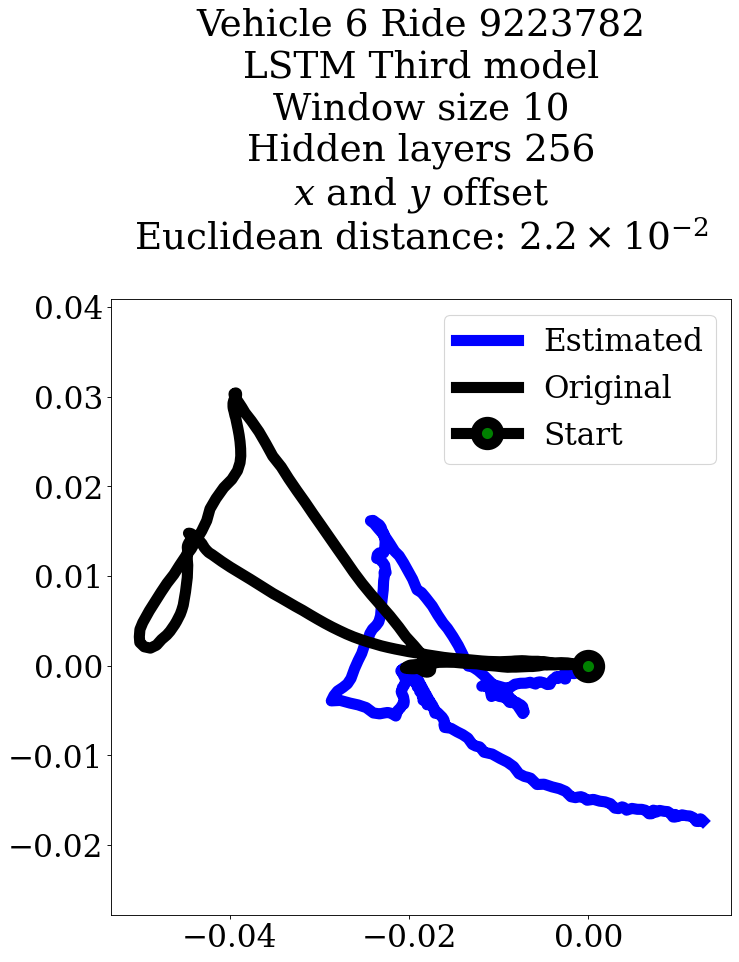 Vehicle 6 Ride 9223782
LSTM Third model
Window size 10
Hidden layers 256
x and y offset
Euclidean distance: 2.2 × 10⁻²
Estimated
Original
Start
0.04
0.03
0.02
0.01
0.00
−0.01
−0.02
−0.04 −0.02 0.00